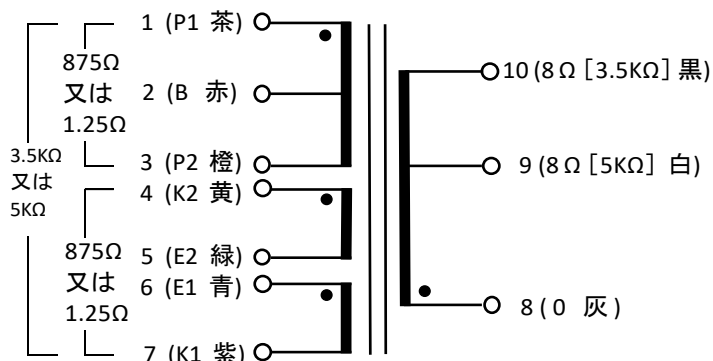 1 (P1 茶)
875Ω
又は
1.25Ω
2 (B 赤)
3 (P2 橙)
3.5KΩ
又は
5KΩ
4 (K2 黄)
875Ω
又は
1.25Ω
5 (E2 緑)
6 (E1 青)
7 (K1 紫)
10 (8Ω [3.5KΩ] 黒)
9 (8Ω [5KΩ] 白)
8 (0 灰)